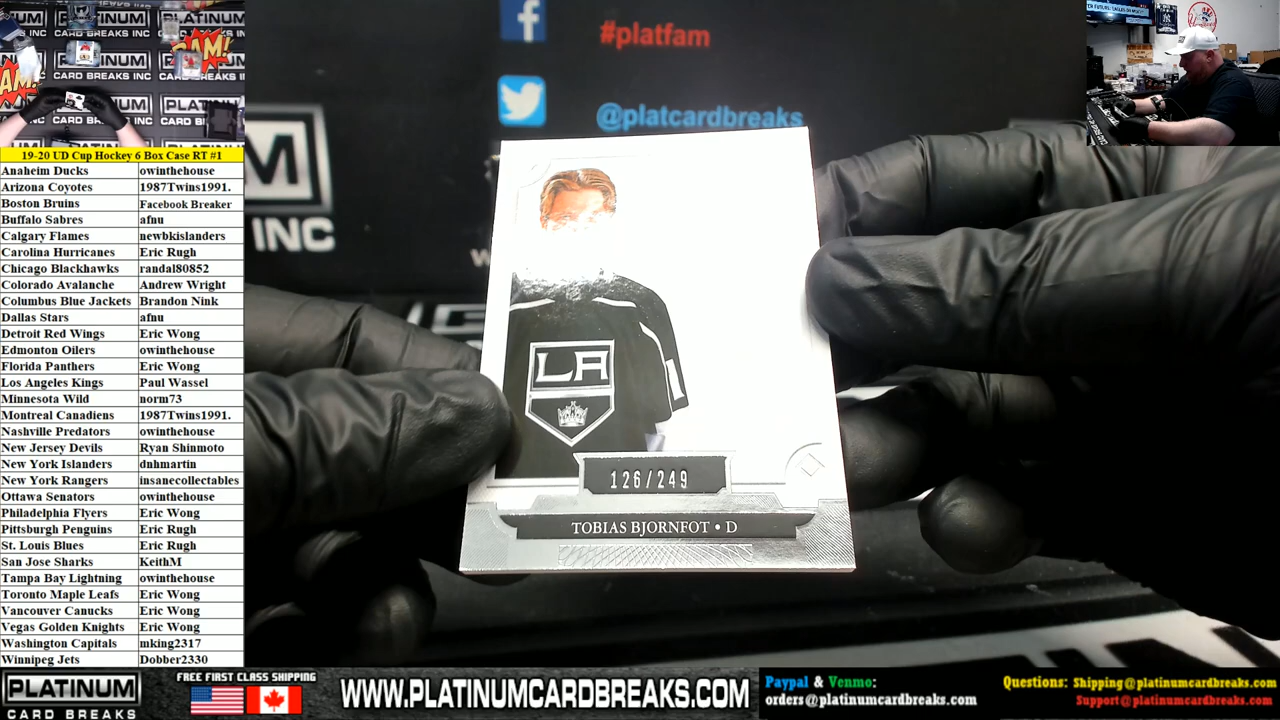 PLATINUM
CARD BREAKS INC
#platfam
@platcardbreaks
19-20 UD Cup Hockey 6 Box Case RT #1
Anaheim Ducks owinthehouse
Arizona Coyotes 1987Twins1991.
Boston Bruins Facebook Breaker
Buffalo Sabres afnu
Calgary Flames newbkislanders
Carolina Hurricanes Eric Rugh
Chicago Blackhawks randal80852
Colorado Avalanche Andrew Wright
Columbus Blue Jackets Brandon Nink
Dallas Stars afnu
Detroit Red Wings Eric Wong
Edmonton Oilers owinthehouse
Florida Panthers Eric Wong
Los Angeles Kings Paul Wassel
Minnesota Wild norm73
Montreal Canadiens 1987Twins1991.
Nashville Predators owinthehouse
New Jersey Devils Ryan Shinmoto
New York Islanders dnhmartin
New York Rangers insanecollectables
Ottawa Senators owinthehouse
Philadelphia Flyers Eric Wong
Pittsburgh Penguins Eric Rugh
St. Louis Blues Eric Rugh
San Jose Sharks KeithM
Tampa Bay Lightning owinthehouse
Toronto Maple Leafs Eric Wong
Vancouver Canucks Eric Wong
Vegas Golden Knights Eric Wong
Washington Capitals mking2317
Winnipeg Jets Dobber2330
INC
LA
126/249
TOBIAS BJORNFOT • D
PLATINUM
CARD BREAKS
FREE FIRST CLASS SHIPPING
WWW.PLATINUMCARDBREAKS.COM
Paypal & Venmo:
orders@platinumcardbreaks.com
Questions: Shipping@platinumcardbreaks.com
Support@platinumcardbreaks.com